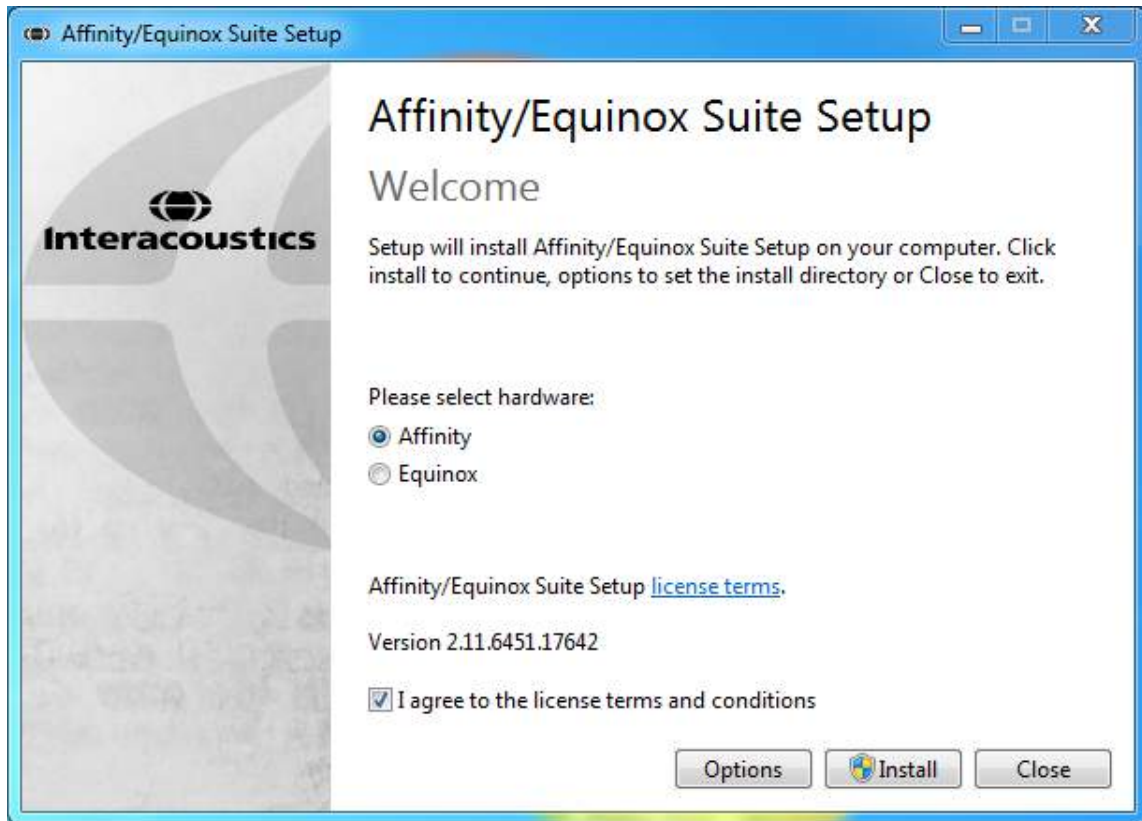 Affinity/Equinox Suite Setup
Affinity/Equinox Suite Setup
Welcome
Interacoustics
Setup will install Affinity/Equinox Suite Setup on your computer. Click
install to continue, options to set the install directory or Close to exit.
Please select hardware:
Affinity
Equinox
Affinity/Equinox Suite Setup license terms.
Version 2.11.6451.17642
I agree to the license terms and conditions
Options
Install
Close